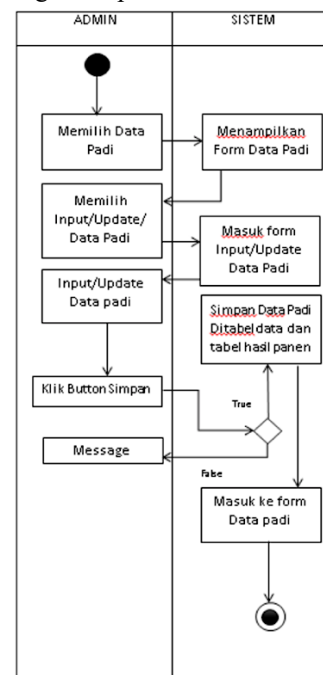 ADMIN
SISTEM
Memilih Data
Padi
Menampilkan
Form Data Padi
Memilih
Input/Update/
Data Padi
Masuk form
Input/Update
Data Padi
Input/Update
Data padi
Simpan Data Padi
Ditabel data dan
tabel hasil panen
Klik Button Simpan
True
Message
False
Masuk ke form
Data padi